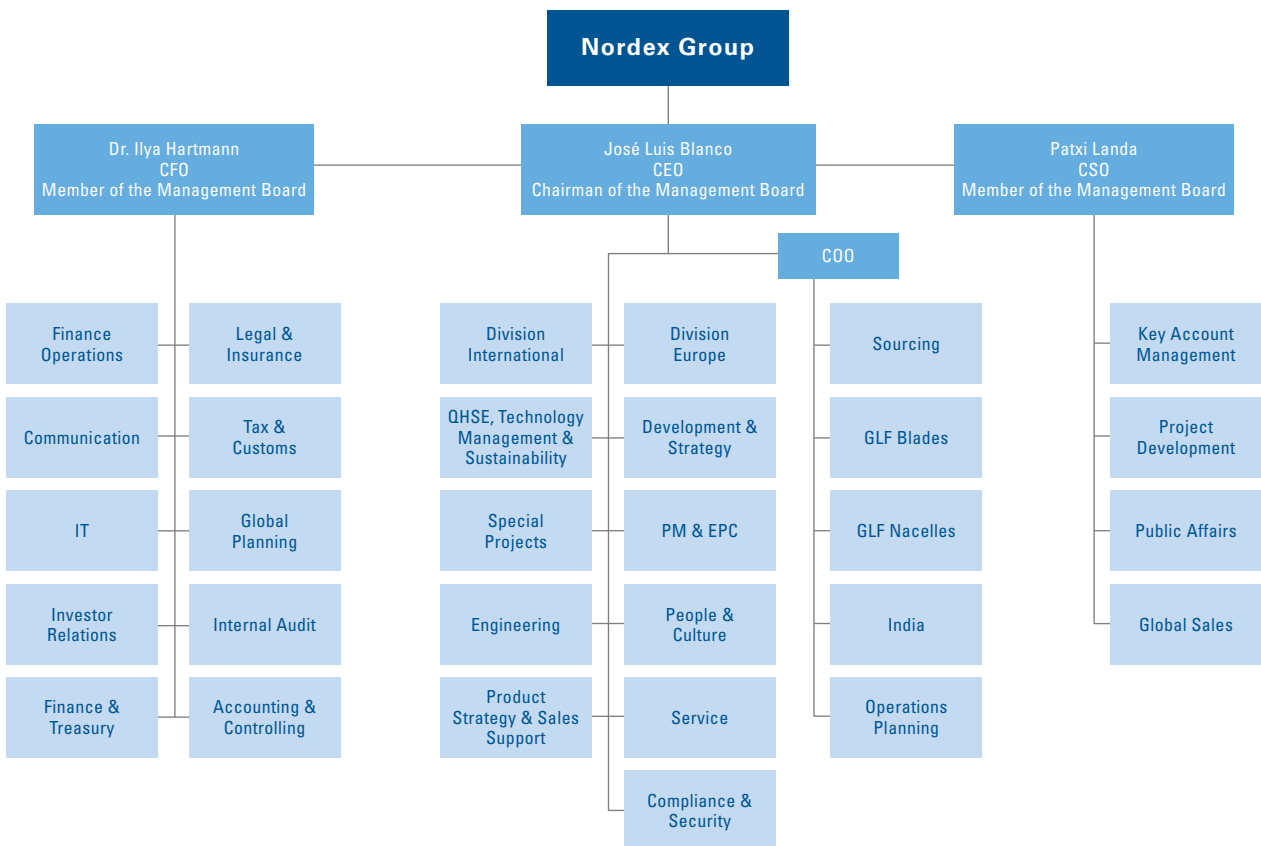 Nordex Group
Dr. Ilya Hartmann
CFO
Member of the Management Board
José Luis Blanco
CEO
Chairman of the Management Board
Patxi Landa
CSO
Member of the Management Board
COO
Finance
Operations
Legal &
Insurance
Communication
Tax &
Customs
IT
Global
Planning
Investor
Relations
Internal Audit
Finance &
Treasury
Accounting &
Controlling
Division
International
Division
Europe
QHSE, Technology
Management &
Sustainability
Development &
Strategy
Special
Projects
PM & EPC
Engineering
People &
Culture
Product
Strategy & Sales
Support
Service
Compliance &
Security
Sourcing
GLF Blades
GLF Nacelles
India
Operations
Planning
Key Account
Management
Project
Development
Public Affairs
Global Sales